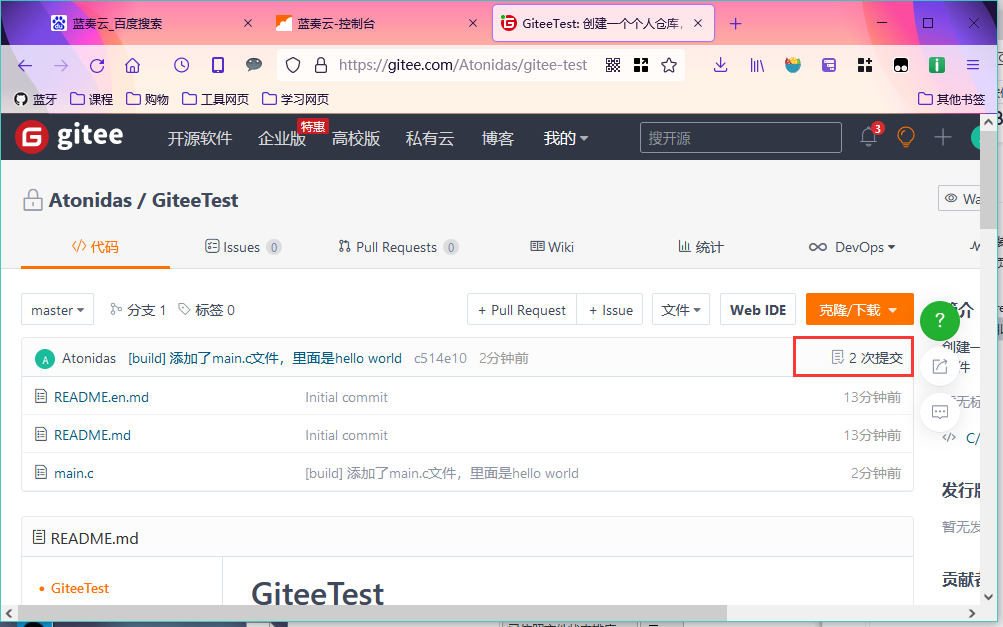 蓝奏云_百度搜索
蓝奏云-控制台
GiteeTest: 创建一个个人仓库,
https://gitee.com/Atonidas/gitee-test
蓝牙 课程 购物 工具网页 学习网页 其他书签
gitee 开源软件 企业版 特惠 高校版 私有云 博客 我的 搜开源 3
Atonidas / GiteeTest Wa
</> 代码 Issues 0 Pull Requests 0 Wiki 统计 DevOps
master 分支 1 标签 0 + Pull Request + Issue 文件 Web IDE 克隆/下载
?
A Atonidas [build] 添加了main.c文件，里面是hello world c514e10 2分钟前 2 次提交
创建一
README.en.md Initial commit 13分钟前
件
README.md Initial commit 13分钟前
main.c [build] 添加了main.c文件，里面是hello world 2分钟前
</> C/
发行版
暂无发
README.md
贡献者
GiteeTest
GiteeTest